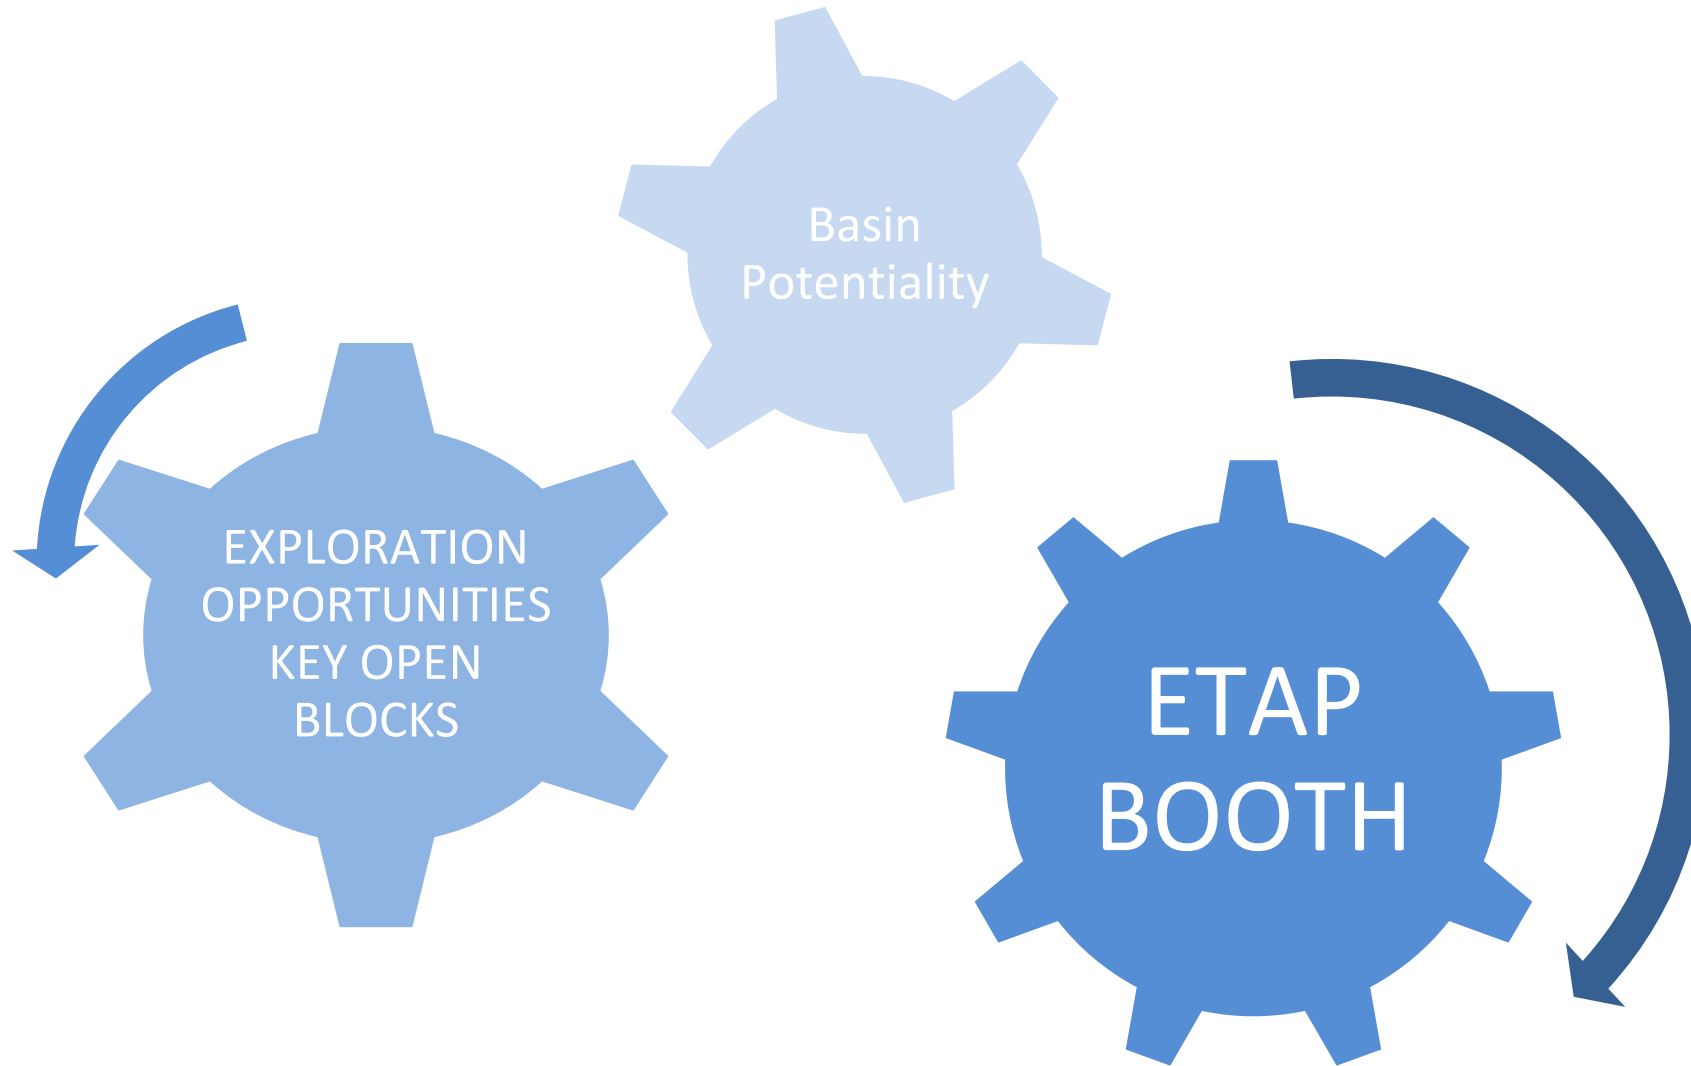 Basin
Potentiality
EXPLORATION
OPPORTUNITIES
KEY OPEN
BLOCKS
ETAP
BOOTH